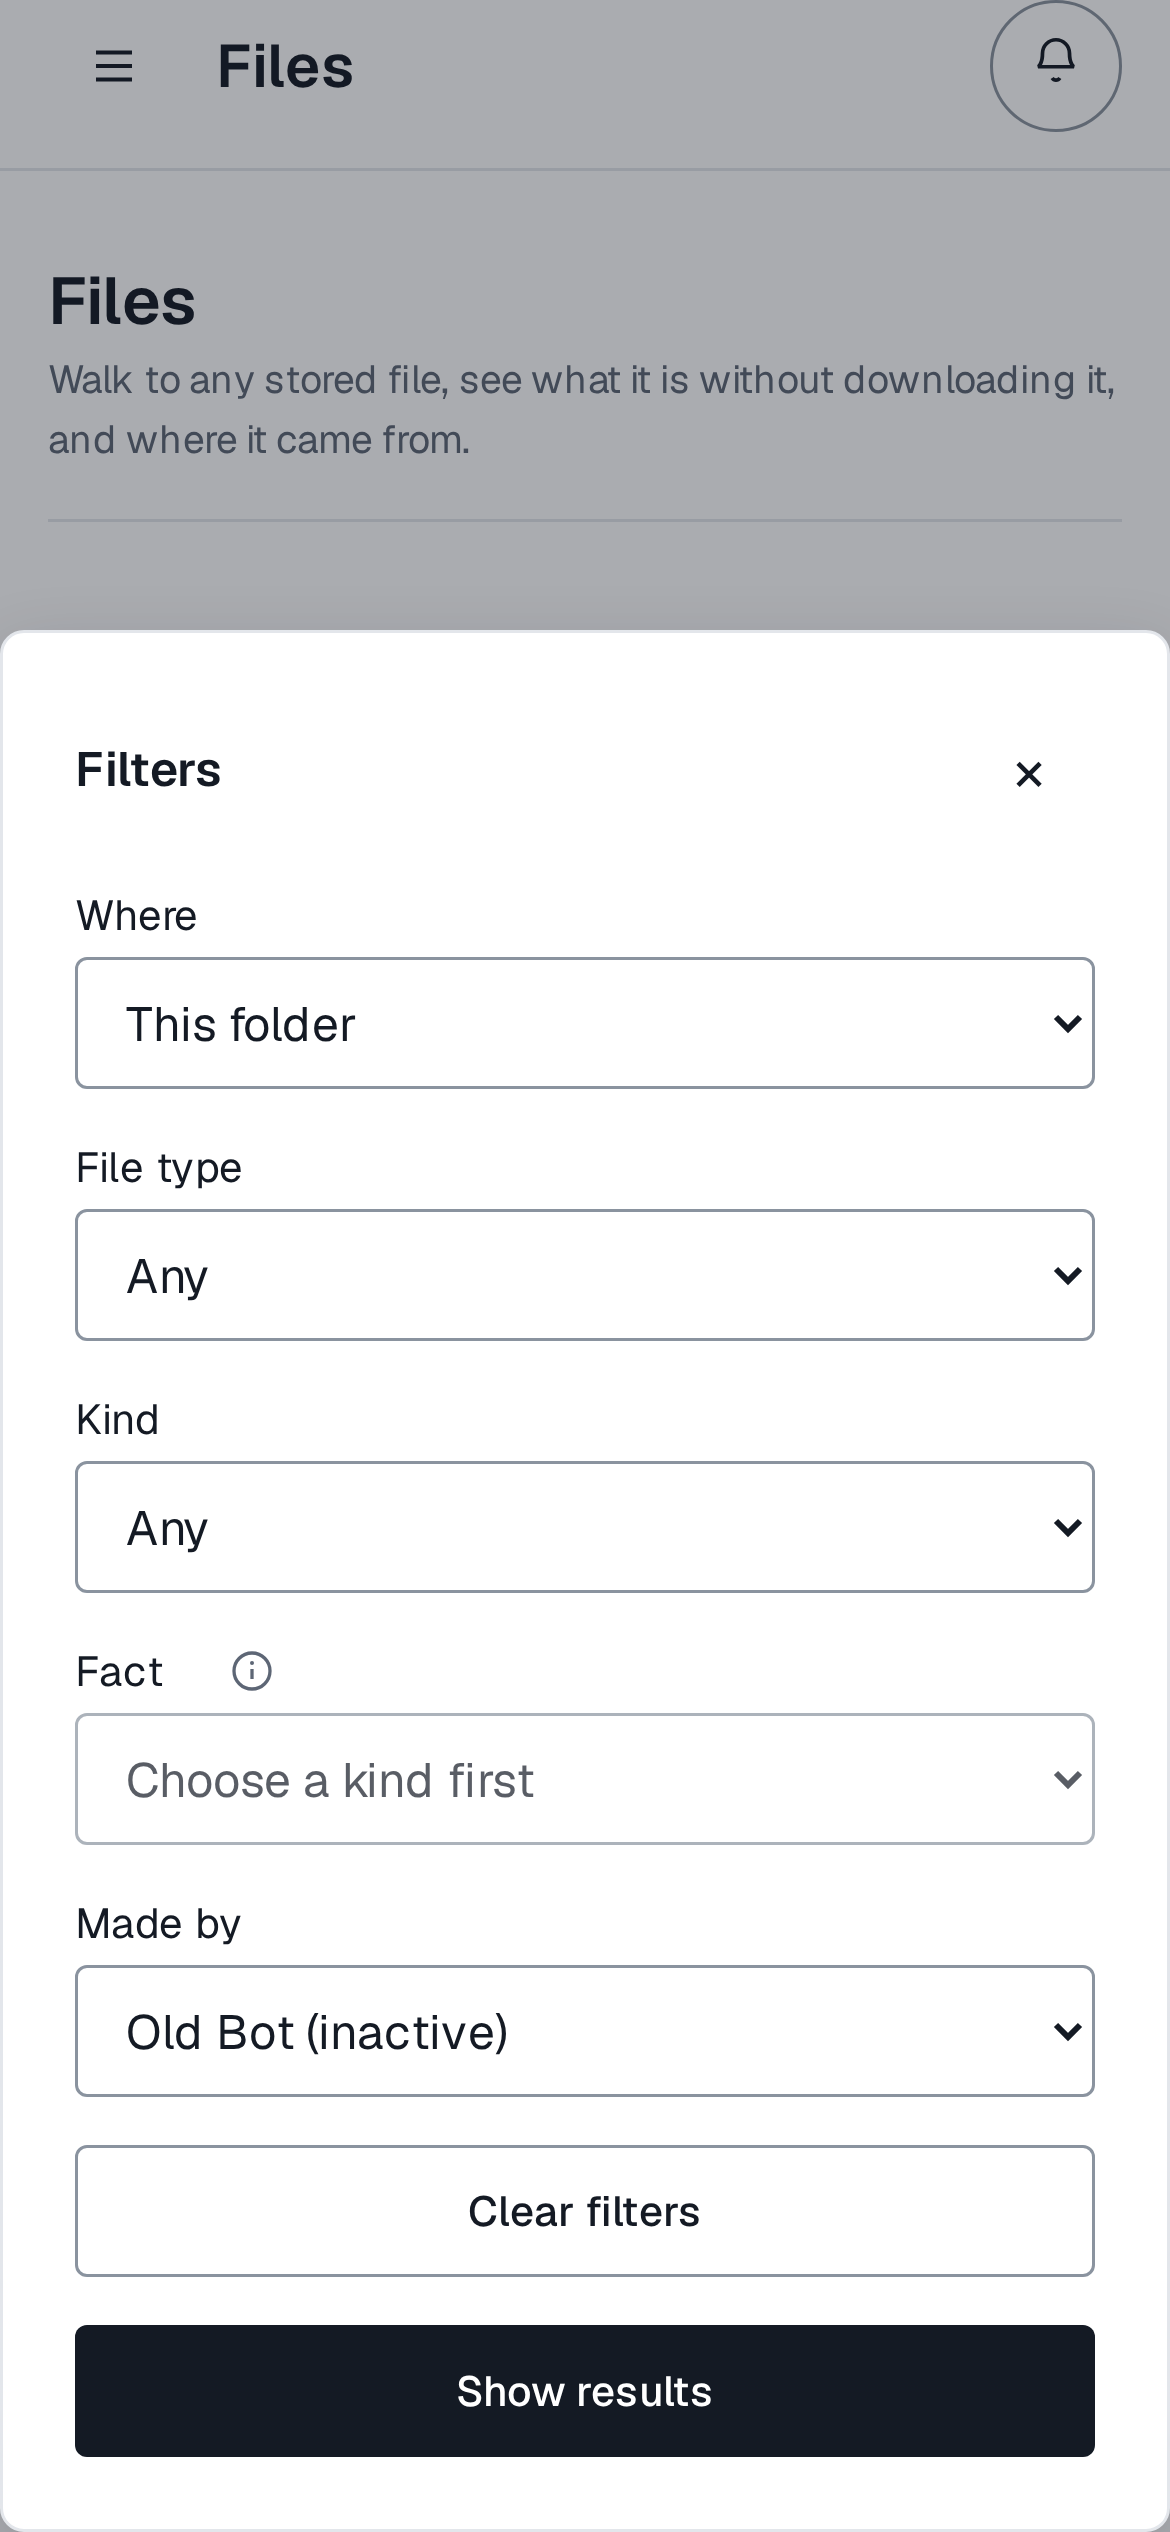 Files
Files
Walk to any stored file, see what it is without downloading it,
and where it came from.
Filters
Where
This folder
File type
Any
Kind
Any
Fact
Choose a kind first
Made by
Old Bot (inactive)
Clear filters
Show results